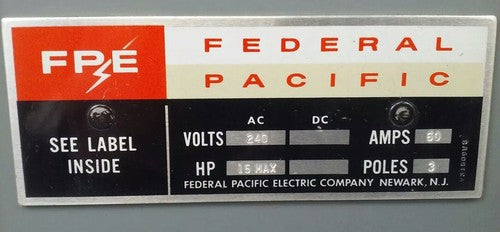 FPE
FEDERAL
PACIFIC
SEE LABEL
INSIDE
AC DC
VOLTS 240 AMPS 60
HP 15 MAX POLES 3
FEDERAL PACIFIC ELECTRIC COMPANY NEWARK, N.J.